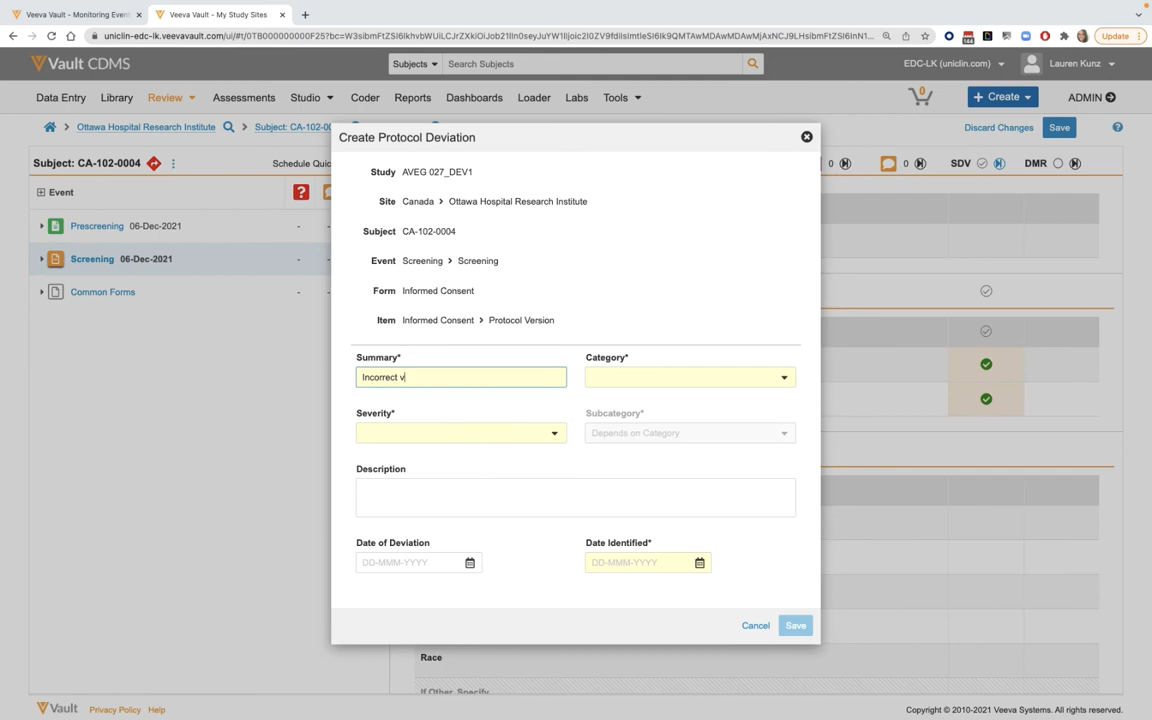 Veeva Vault - Monitoring Even
Veeva Vault - My Study Sites
uniclin-edc-lk.veevavault.com/ui/#t/0TB000000000F25?bc=
Update
Vault CDMS
Subjects
Search Subjects
EDC-LK (uniclin.com)
Lauren Kunz
Data Entry Library Review Assessments Studio Coder Reports Dashboards Loader Labs Tools
0
+ Create
ADMIN
Ottawa Hospital Research Institute
Subject: CA-102-00
Discard Changes
Save
Subject: CA-102-0004
Schedule Quic
0
0
SDV
DMR
Event
Prescreening 06-Dec-2021 - -
Screening 06-Dec-2021 - -
Common Forms - -
Create Protocol Deviation
Study AVEG 027_DEV1
Site Canada > Ottawa Hospital Research Institute
Subject CA-102-0004
Event Screening > Screening
Form Informed Consent
Item Informed Consent > Protocol Version
Summary* Category*
Incorrect v
Severity* Subcategory*
Depends on Category
Description
Date of Deviation Date Identified*
DD-MMM-YYYY DD-MMM-YYYY
Cancel Save
Race
If Other, Specify
Vault Privacy Policy Help
Copyright © 2010-2021 Veeva Systems. All rights reserved.